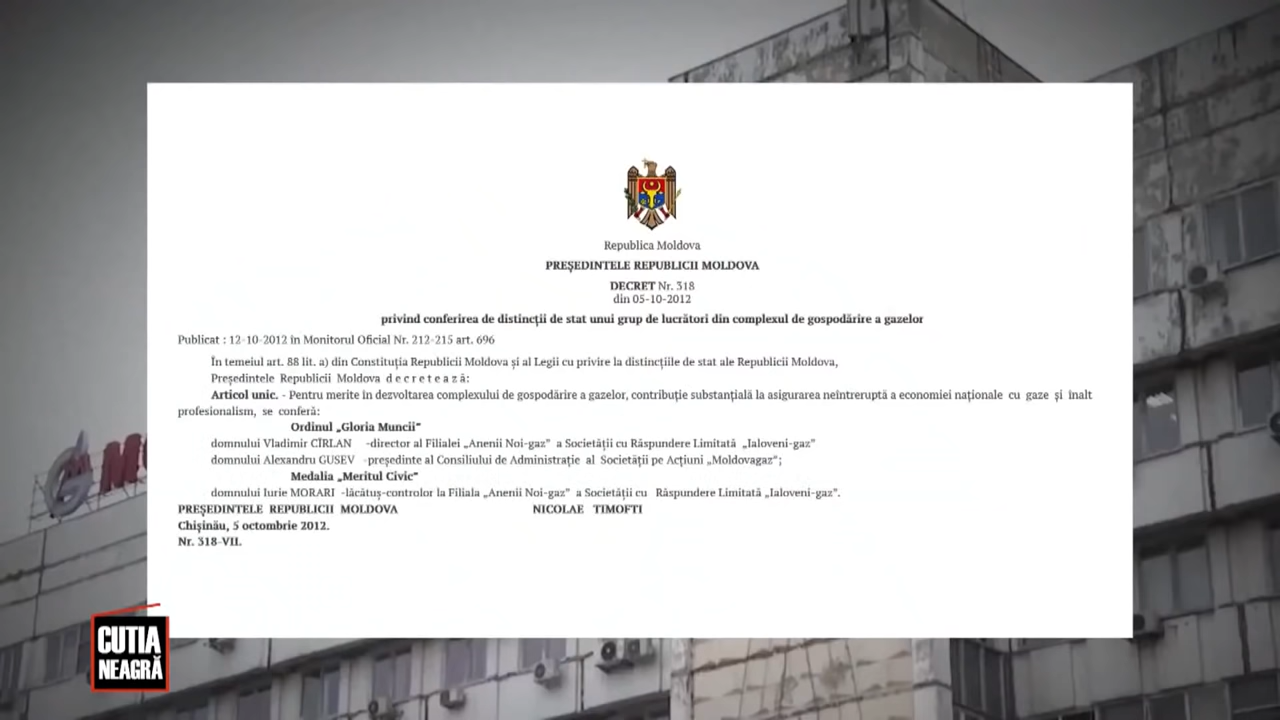 Republica Moldova
PREŞEDINTELE REPUBLICII MOLDOVA
DECRET Nr. 318
din 05-10-2012
privind conferirea de distincţii de stat unui grup de lucrători din complexul de gospodărire a gazelor
Publicat : 12-10-2012 în Monitorul Oficial Nr. 212-215 art. 696
În temeiul art. 88 lit. a) din Constituţia Republicii Moldova şi al Legii cu privire la distincţiile de stat ale Republicii Moldova,
Preşedintele Republicii Moldova d e c r e t e a z ă:
Articol unic. - Pentru merite în dezvoltarea complexului de gospodărire a gazelor, contribuţie substanţială la asigurarea neîntreruptă a economiei naţionale cu gaze şi înalt
profesionalism, se conferă:
Ordinul „Gloria Muncii”
domnului Vladimir CÎRLAN -director al Filialei „Anenii Noi-gaz” a Societăţii cu Răspundere Limitată „Ialoveni-gaz”
domnului Alexandru GUSEV -preşedinte al Consiliului de Administraţie al Societăţii pe Acţiuni „Moldovagaz”;
Medalia „Meritul Civic”
domnului Iurie MORARI -lăcătuş-controlor la Filiala „Anenii Noi-gaz” a Societăţii cu Răspundere Limitată „Ialoveni-gaz”.
PREŞEDINTELE REPUBLICII MOLDOVA NICOLAE TIMOFTI
Chişinău, 5 octombrie 2012.
Nr. 318-VII.
CUTIA
NEAGRĂ